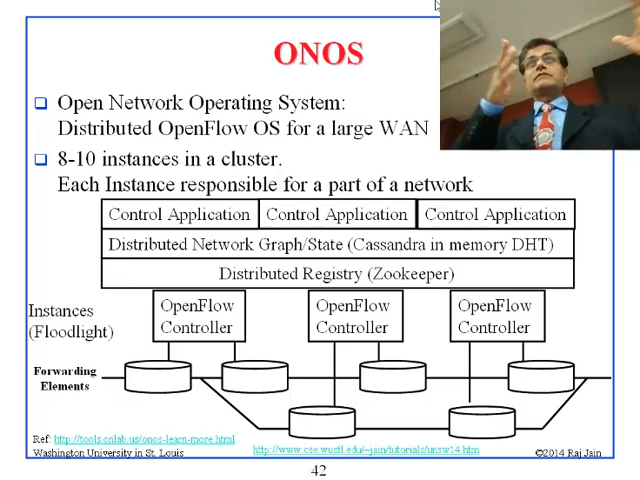 ONOS
Open Network Operating System:
Distributed OpenFlow OS for a large WAN
8-10 instances in a cluster.
Each Instance responsible for a part of a network
Control Application Control Application Control Application
Distributed Network Graph/State (Cassandra in memory DHT)
Distributed Registry (Zookeeper)
Instances
(Floodlight)
OpenFlow
Controller
OpenFlow
Controller
OpenFlow
Controller
Forwarding
Elements
Ref: http://tools.onlab.us/onos-learn-more.html
Washington University in St. Louis
http://www.cse.wustl.edu/~jain/tutorials/unsw14.htm
©2014 Raj Jain
42